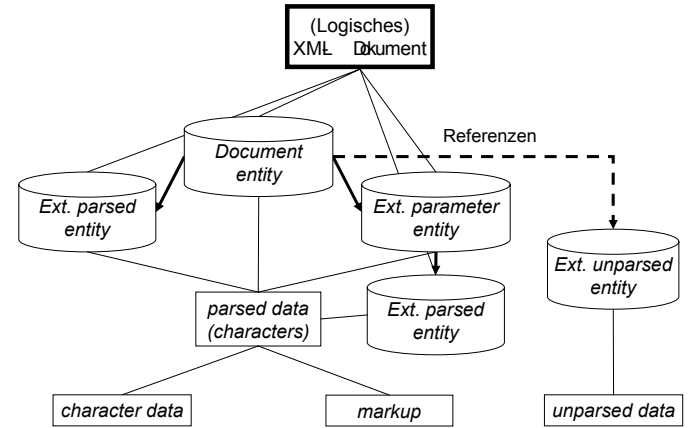 (Logisches)
XML- Dokument
Referenzen
Document
entity
Ext. parsed
entity
Ext. parameter
entity
Ext. unparsed
entity
parsed data
(characters)
Ext. parsed
entity
character data
markup
unparsed data